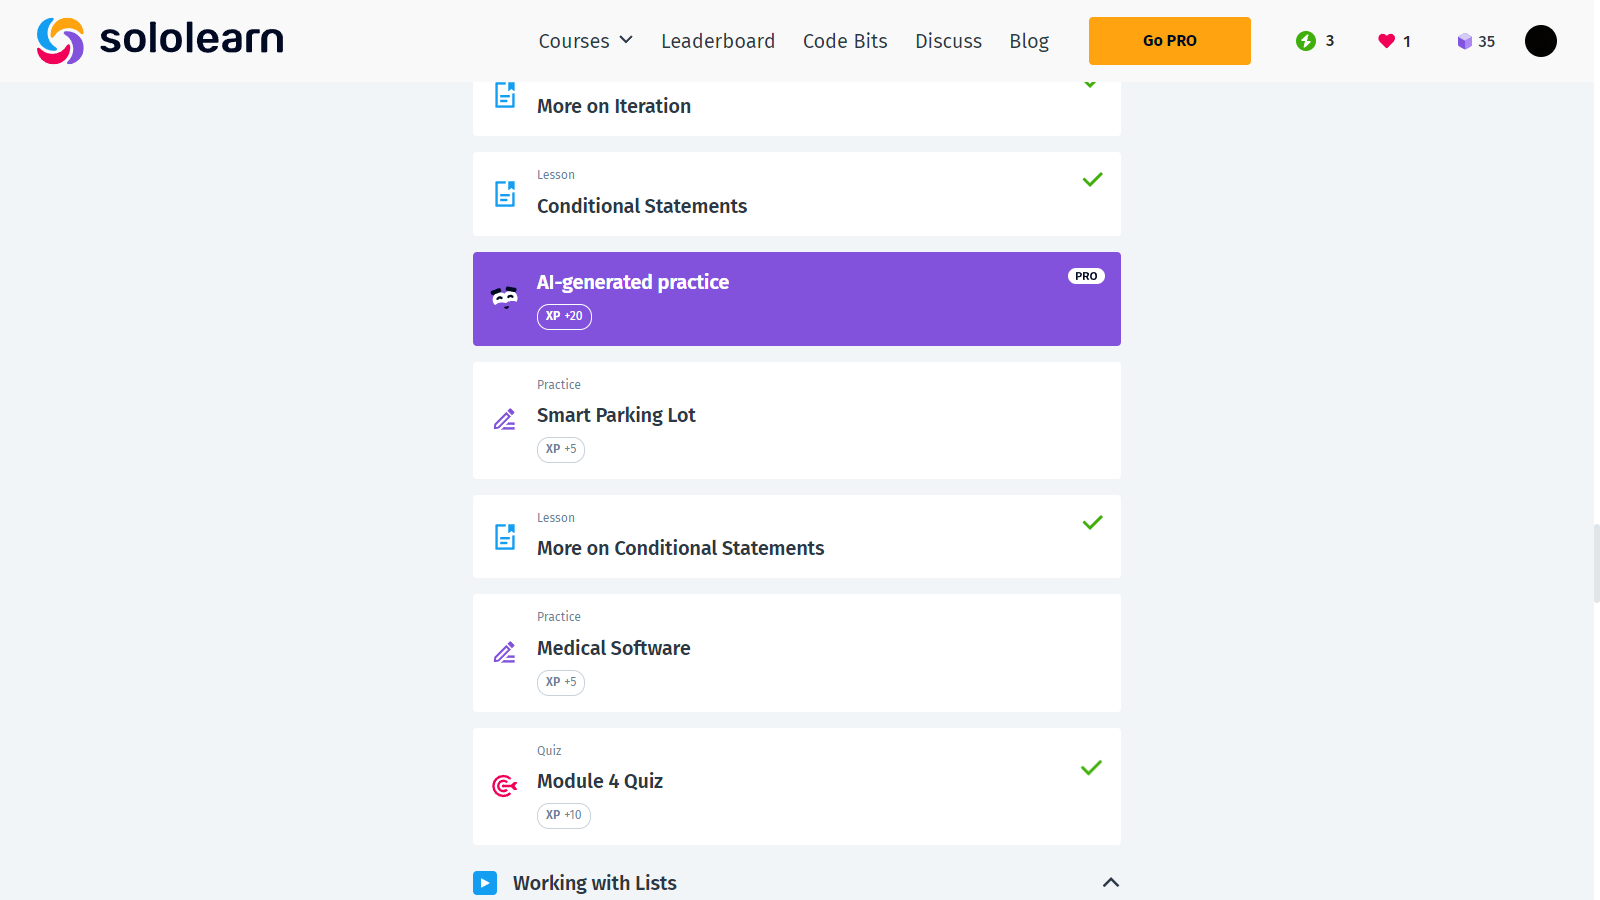 sololearn
Courses
Leaderboard
Code Bits
Discuss
Blog
Go PRO
3
1
35
More on Iteration
Lesson
Conditional Statements
AI-generated practice
PRO
XP +20
Practice
Smart Parking Lot
XP +5
Lesson
More on Conditional Statements
Practice
Medical Software
XP +5
Quiz
Module 4 Quiz
XP +10
Working with Lists